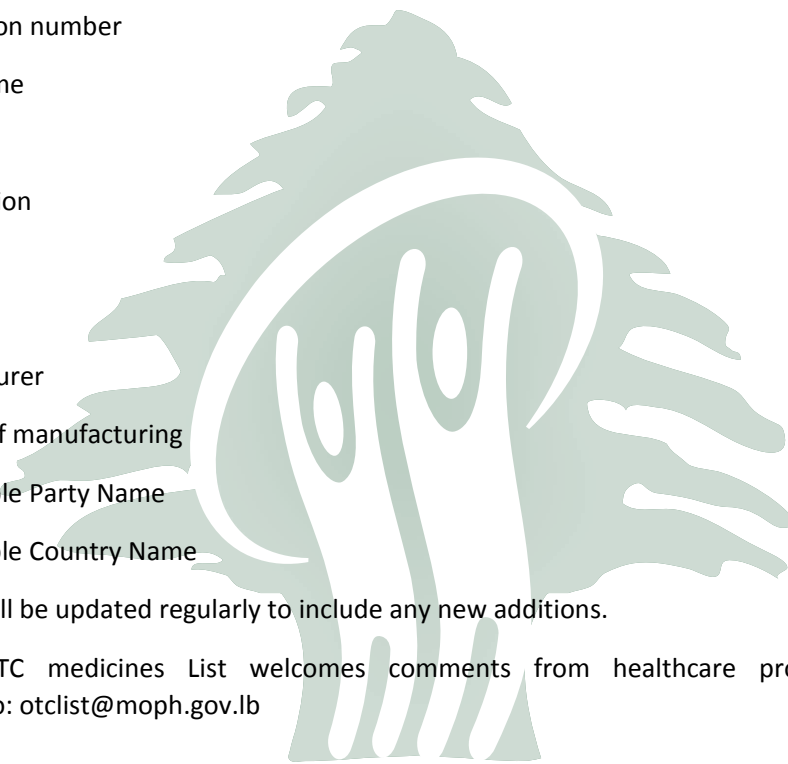 on number
ne
ion
urer
f manufacturing
le Party Name
le Country Name
ll be updated regularly to include any new additions.
TC medicines List welcomes comments from healthcare pro
o: otclist@moph.gov.lb